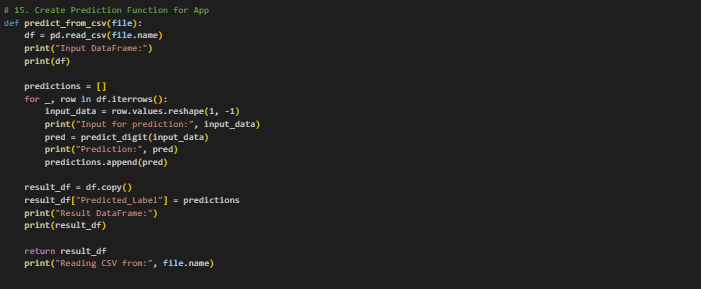 # 15. Create Prediction Function for App
def predict_from_csv(file):
    df = pd.read_csv(file.name)
    print("Input DataFrame:")
    print(df)

    predictions = []
    for _, row in df.iterrows():
        input_data = row.values.reshape(1, -1)
        print("Input for prediction:", input_data)
        pred = predict_digit(input_data)
        print("Prediction:", pred)
        predictions.append(pred)

    result_df = df.copy()
    result_df["Predicted_Label"] = predictions
    print("Result DataFrame:")
    print(result_df)

    return result_df
    print("Reading CSV from:", file.name)